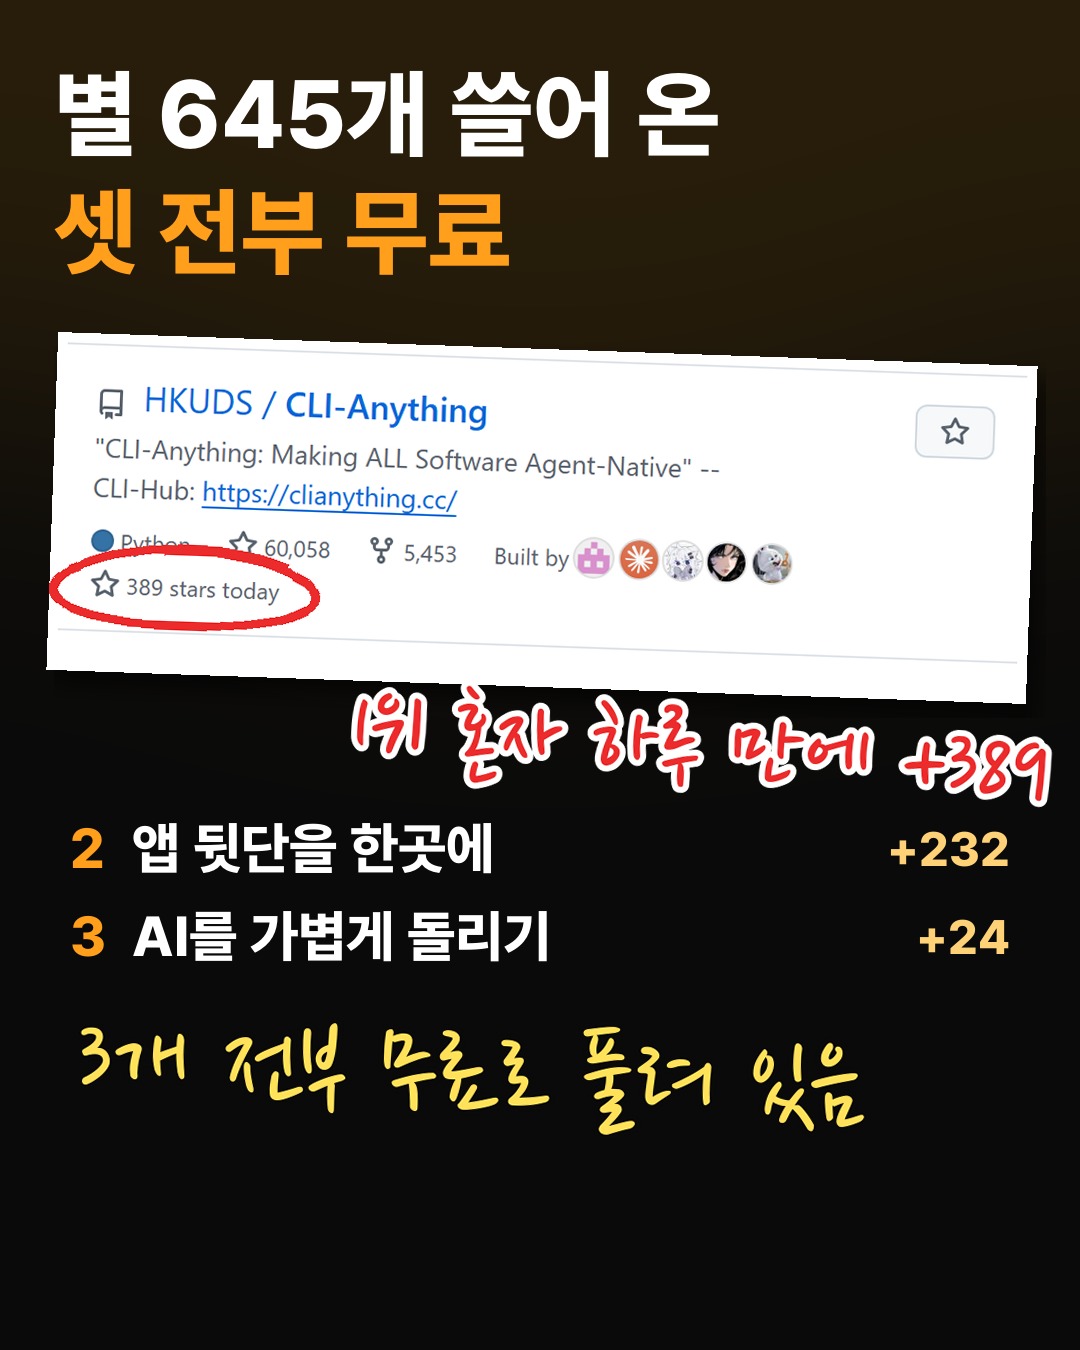 별 645개 쓸어 온
셋 전부 무료
HKUDS / CLI-Anything
"CLI-Anything: Making ALL Software Agent-Native" --
CLI-Hub: https://clianything.cc/
Python 60,058 5,453 Built by
389 stars today
1위 혼자 하루 만에 +389
2 앱 뒷단을 한곳에 +232
3 AI를 가볍게 돌리기 +24
3개 전부 무료로 풀려 있음